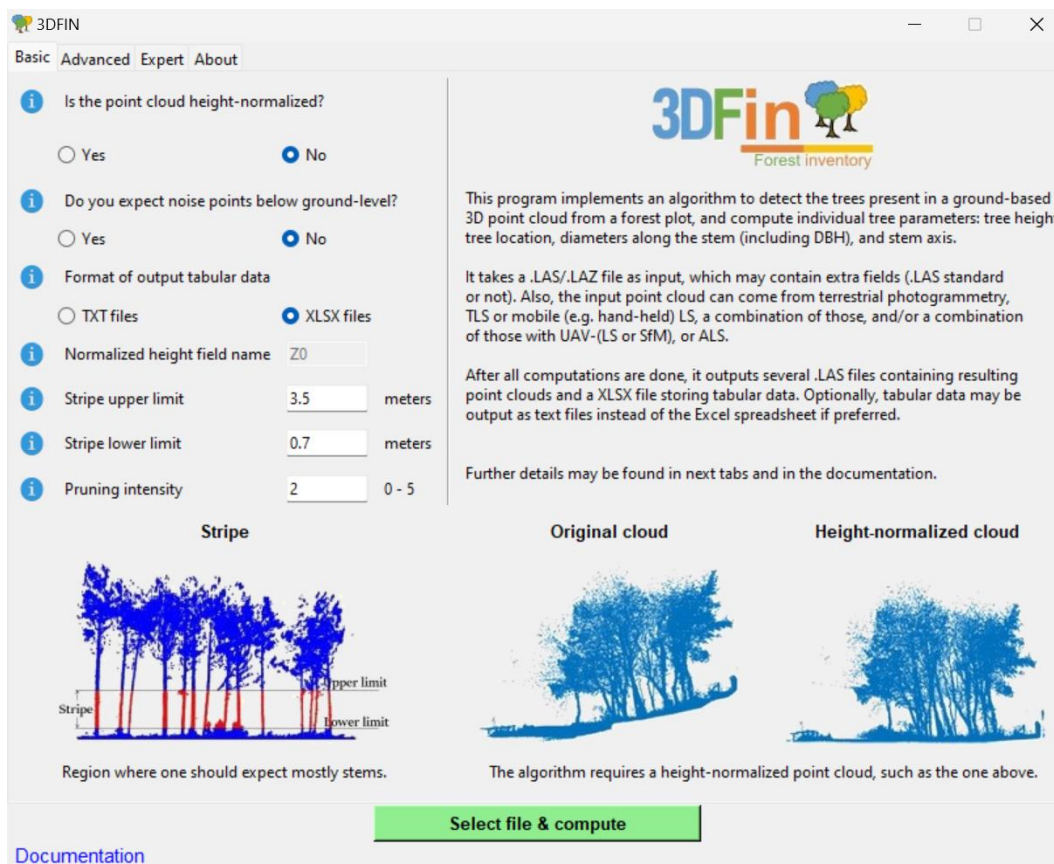 3DFIN
Basic Advanced Expert About
Is the point cloud height-normalized?
Yes No
Do you expect noise points below ground-level?
Yes No
Format of output tabular data
TXT files XLSX files
Normalized height field name Z0
Stripe upper limit 3.5 meters
Stripe lower limit 0.7 meters
Pruning intensity 2 0 - 5
3DFin
Forest inventory
This program implements an algorithm to detect the trees present in a ground-based
3D point cloud from a forest plot, and compute individual tree parameters: tree heigh
tree location, diameters along the stem (including DBH), and stem axis.
It takes a .LAS/.LAZ file as input, which may contain extra fields (.LAS standard
or not). Also, the input point cloud can come from terrestrial photogrammetry,
TLS or mobile (e.g. hand-held) LS, a combination of those, and/or a combination
of those with UAV-(LS or SfM), or ALS.
After all computations are done, it outputs several .LAS files containing resulting
point clouds and a XLSX file storing tabular data. Optionally, tabular data may be
output as text files instead of the Excel spreadsheet if preferred.
Further details may be found in next tabs and in the documentation.
Stripe
Upper limit
Stripe
Lower limit
Region where one should expect mostly stems.
Original cloud
Height-normalized cloud
The algorithm requires a height-normalized point cloud, such as the one above.
Select file & compute
Documentation